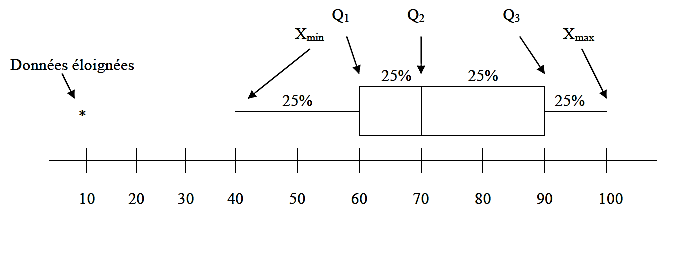 Q1 Q2 Q3
Xmin Xmax
Données éloignées
25% 25%
* 25% 25%
10 20 30 40 50 60 70 80 90 100